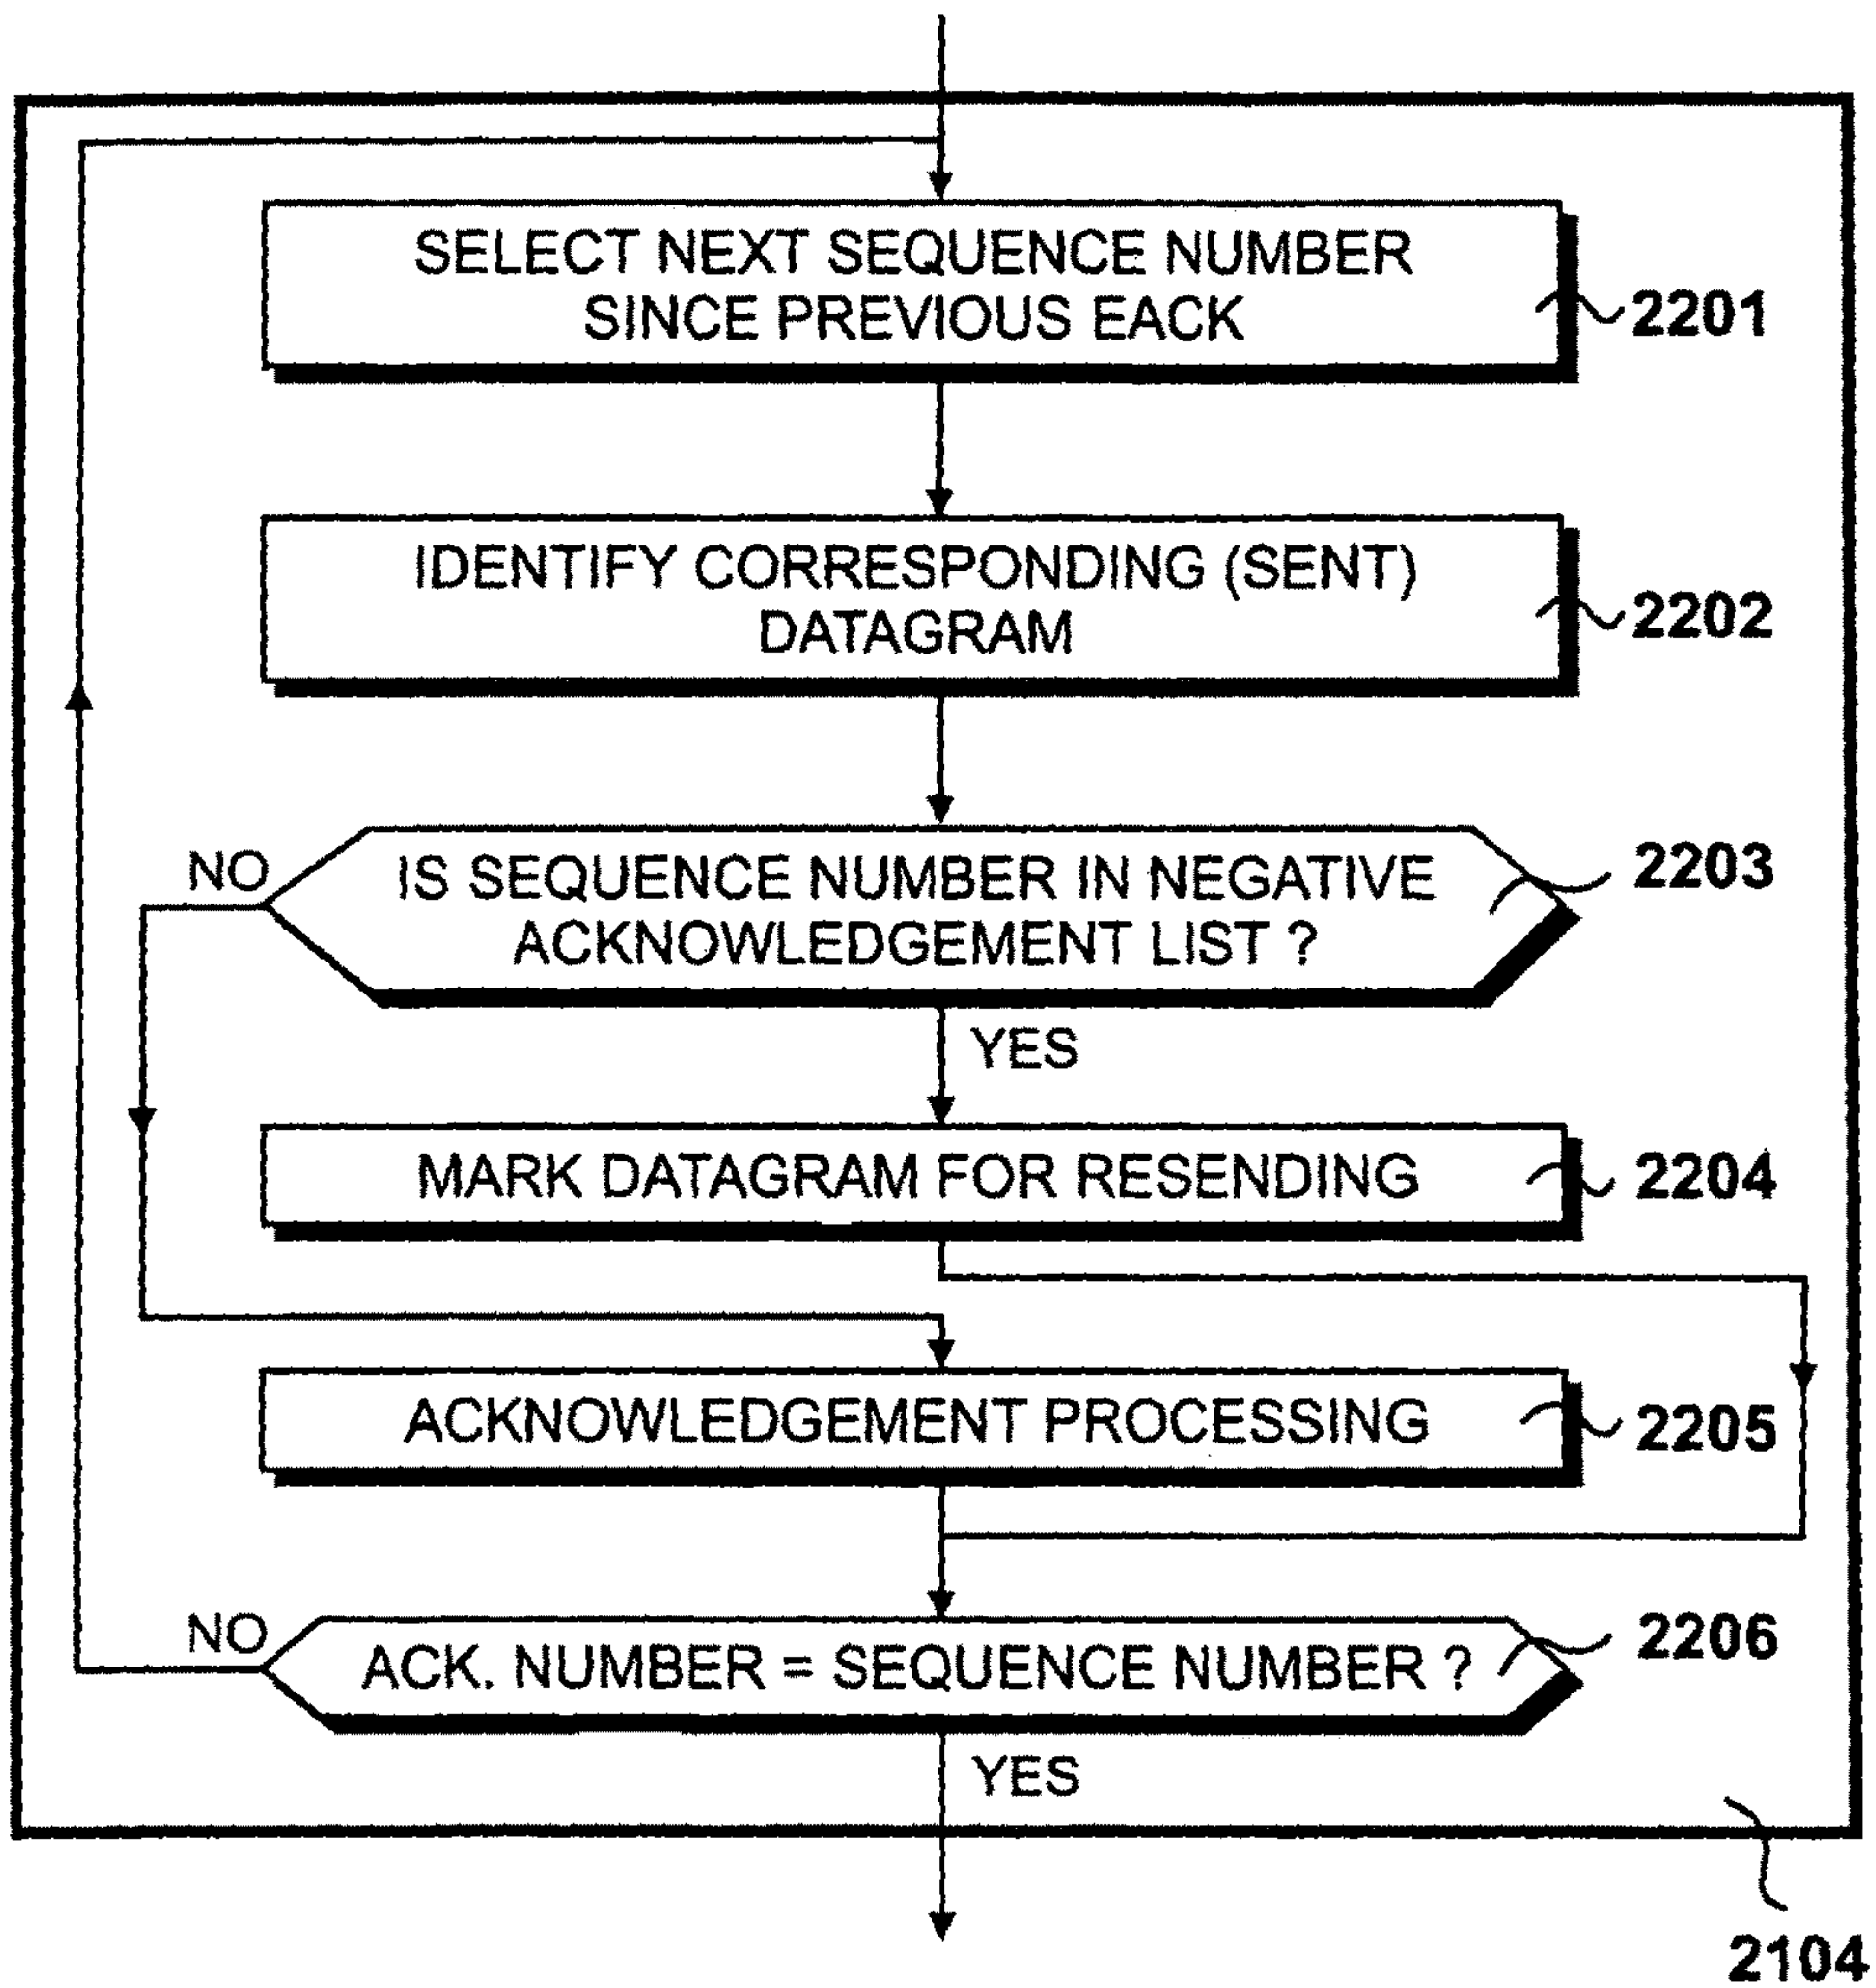 SELECT NEXT SEQUENCE NUMBER
SINCE PREVIOUS EACK
2201
IDENTIFY CORRESPONDING (SENT)
DATAGRAM
2202
NO
IS SEQUENCE NUMBER IN NEGATIVE
ACKNOWLEDGEMENT LIST ?
2203
YES
MARK DATAGRAM FOR RESENDING
2204
ACKNOWLEDGEMENT PROCESSING
2205
NO
ACK. NUMBER = SEQUENCE NUMBER ?
2206
YES
2104